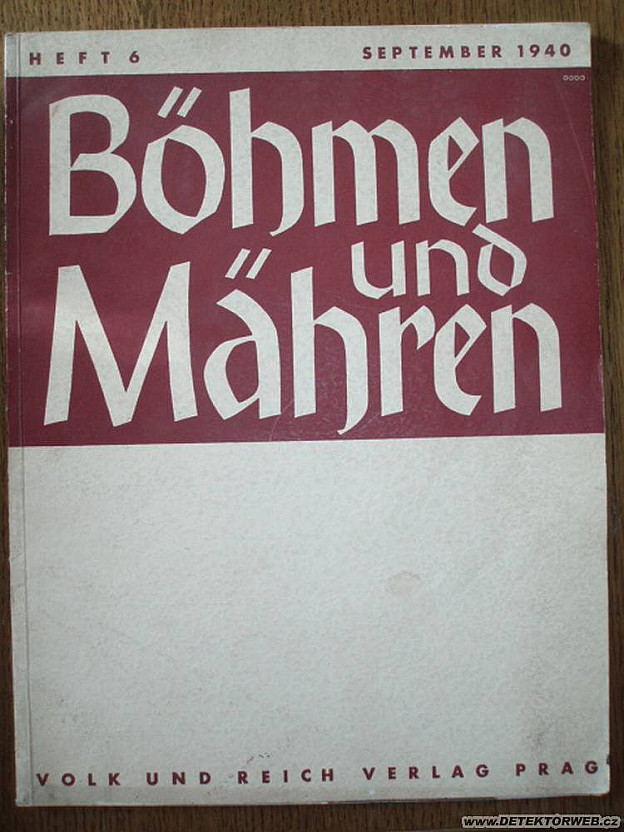 HEFT 6 SEPTEMBER 1940
Böhmen
und
Mähren
VOLK UND REICH VERLAG PRAG
www.DETEKTORWEB.cz